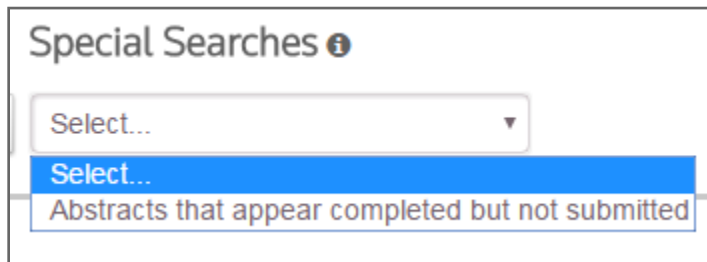 Special Searches
Select...
Select...
Abstracts that appear completed but not submitted